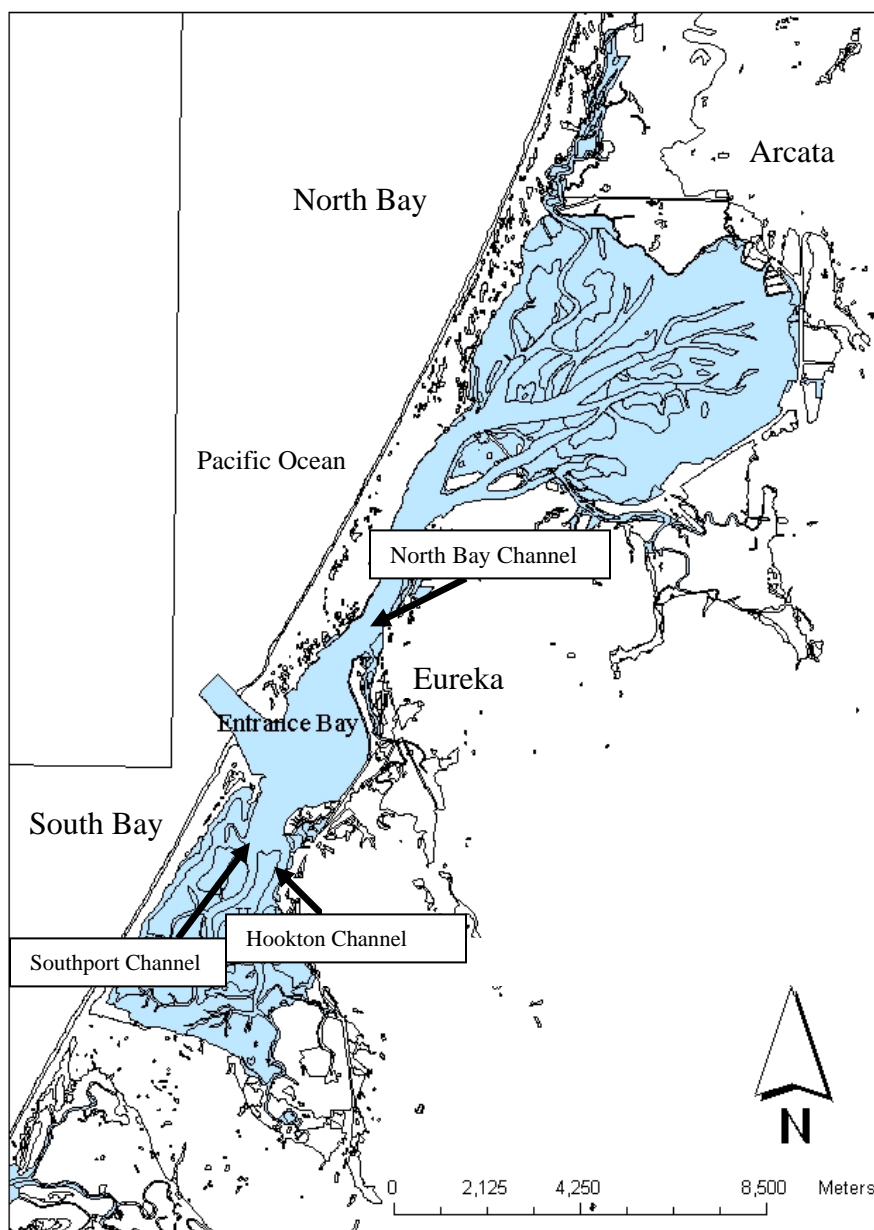 Arcata
North Bay
Pacific Ocean
North Bay Channel
Eureka
Entrance Bay
South Bay
Hookton Channel
Southport Channel
N
0 2,125 4,250 8,500 Meters